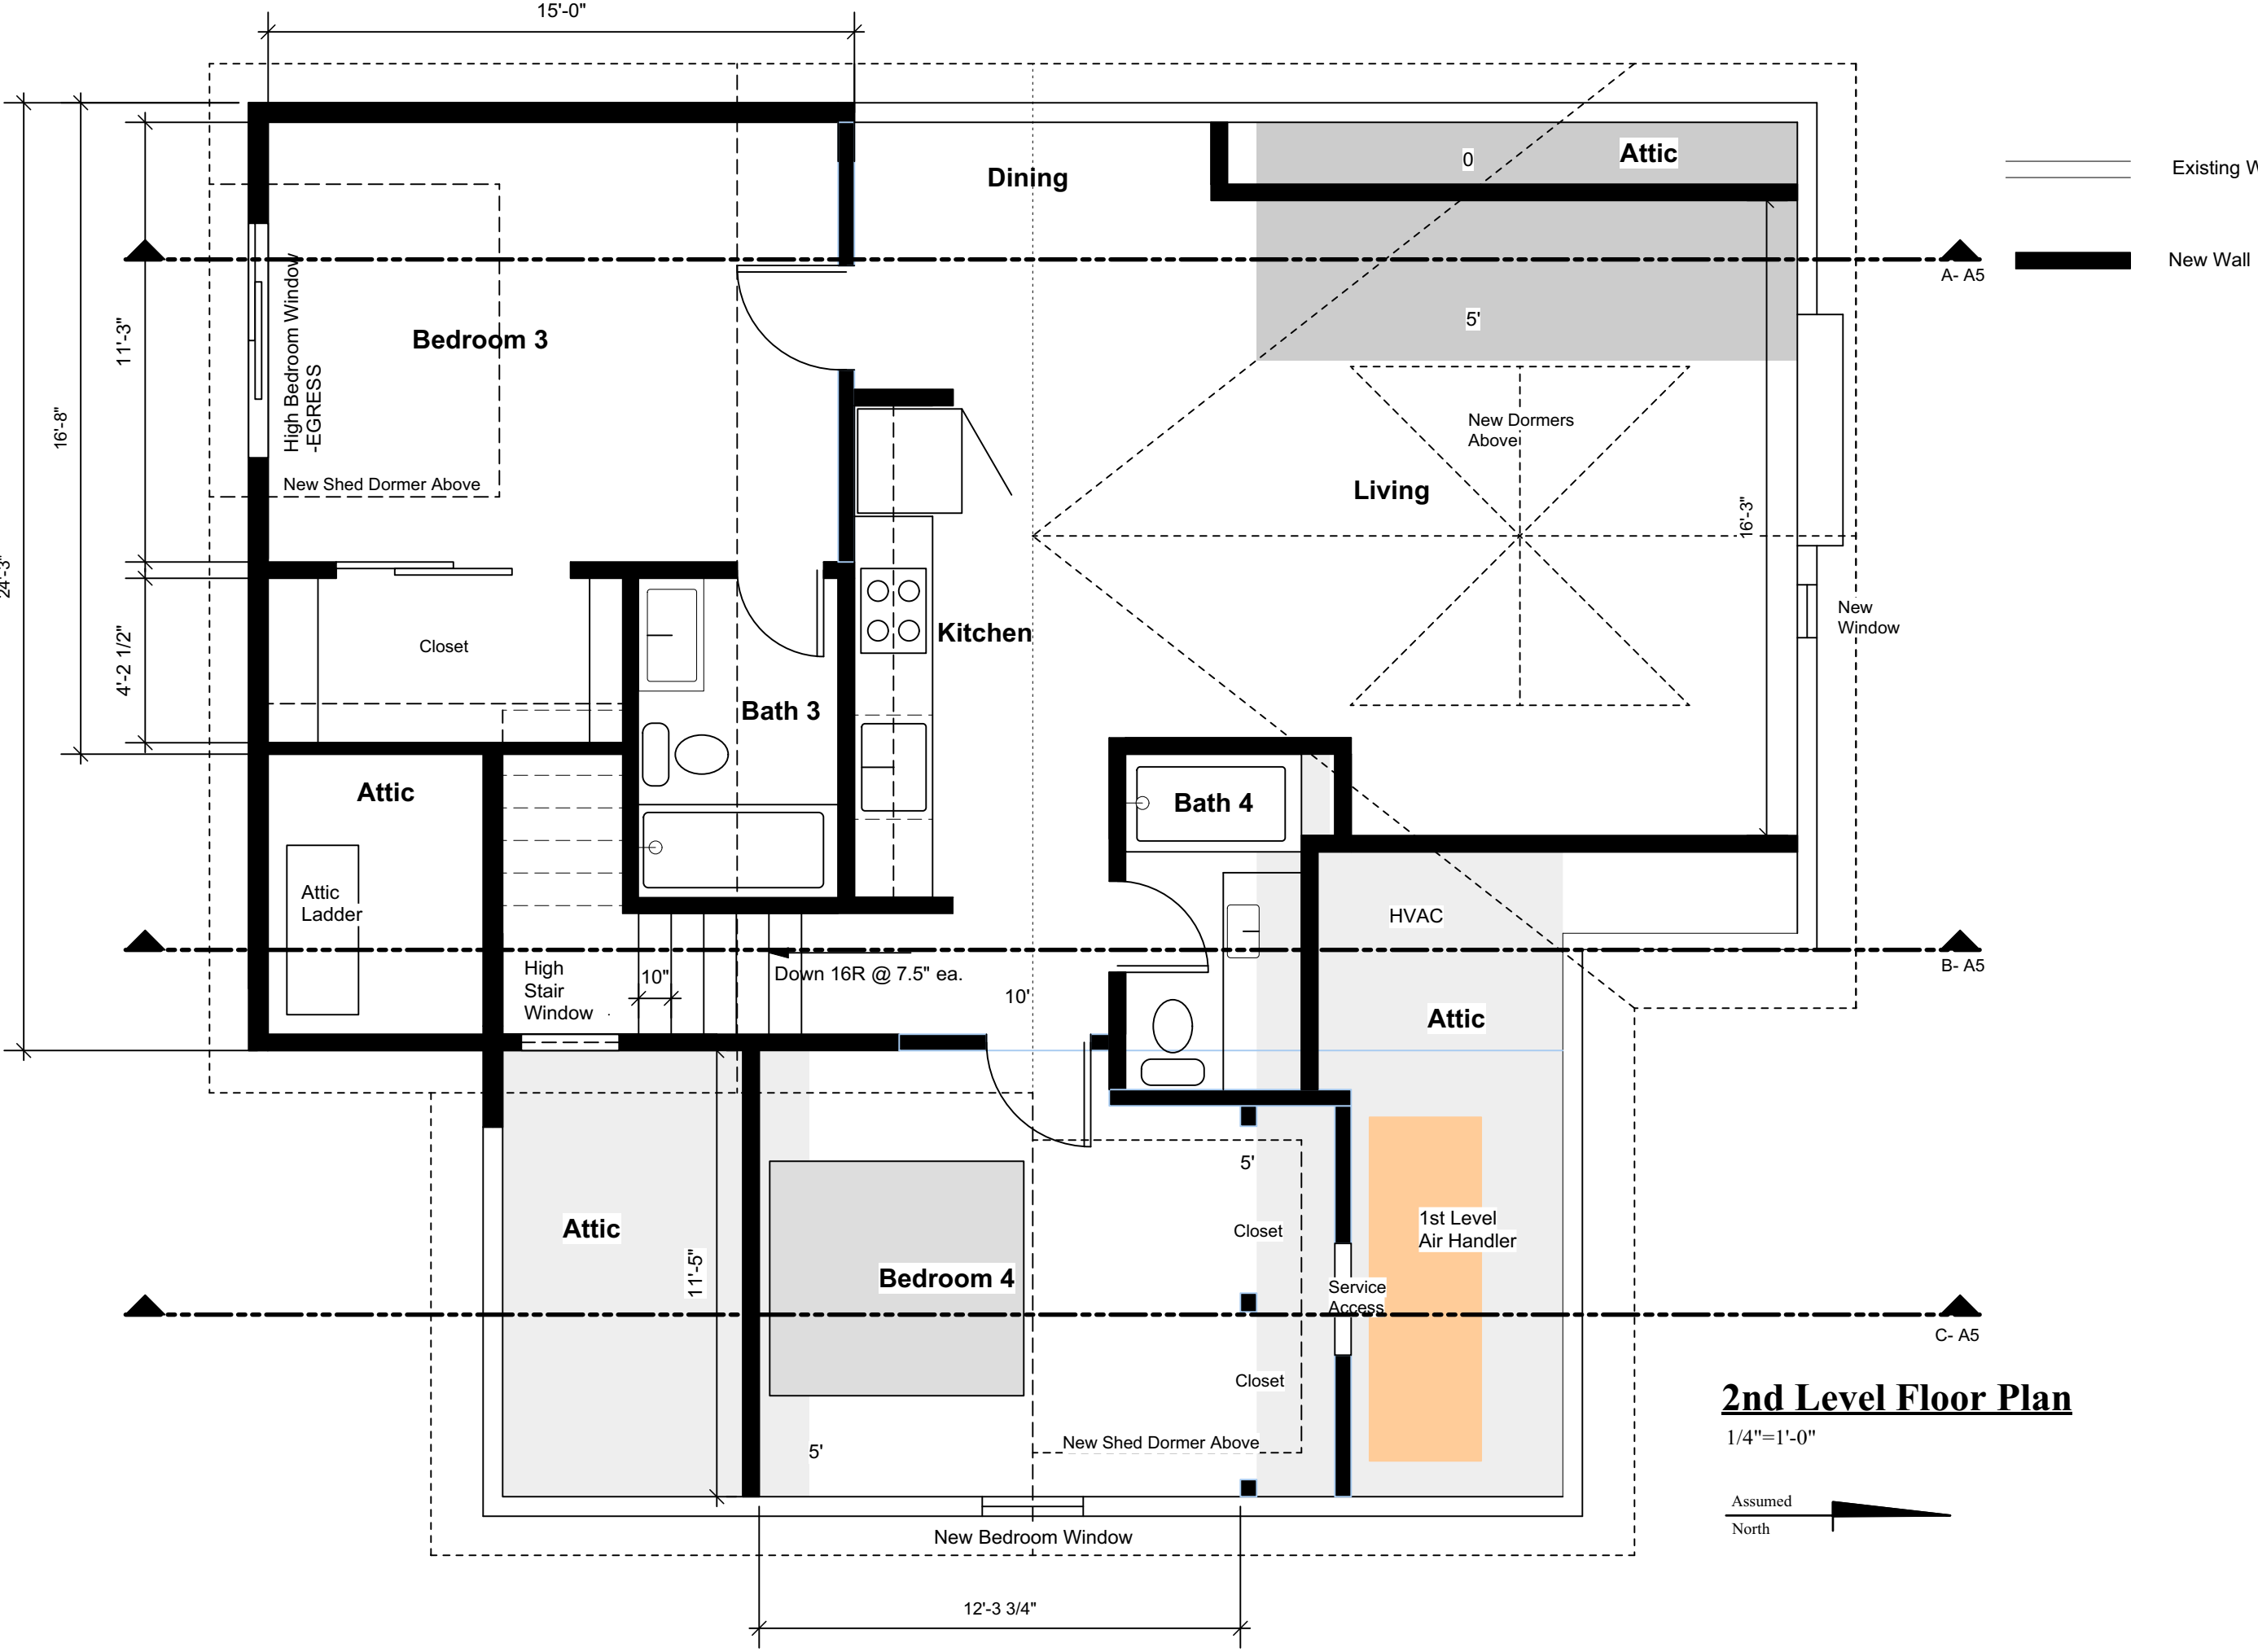 15'-0"
Existing W
New Wall
A- A5
Attic
0
5'
Dining
Bedroom 3
High Bedroom Window
-EGRESS
New Shed Dormer Above
11'-3"
16'-8"
24'-3"
4'-2 1/2"
New Dormers
Above
Living
16'-3"
New
Window
Closet
Kitchen
Bath 3
Attic
Bath 4
Attic
Ladder
HVAC
High
Stair
Window
10"
Down 16R @ 7.5" ea.
10'
B- A5
Attic
5'
Attic
11'-5"
Closet
1st Level
Air Handler
Bedroom 4
Service
Access
C- A5
Closet
New Shed Dormer Above
5'
New Bedroom Window
12'-3 3/4"
2nd Level Floor Plan
1/4"=1'-0"
Assumed
North